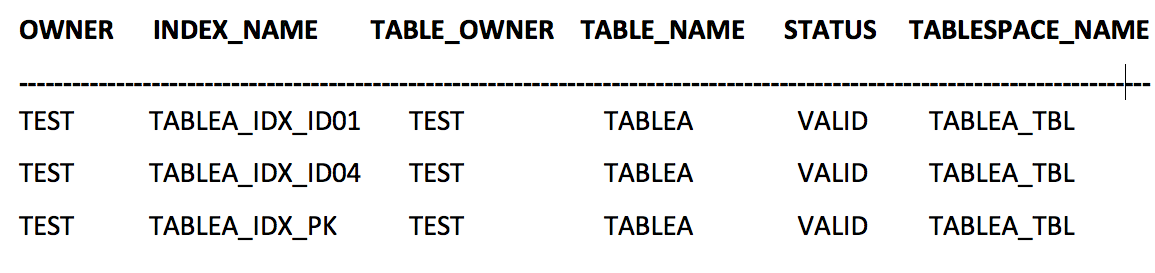 OWNER INDEX_NAME TABLE_OWNER TABLE_NAME STATUS TABLESPACE_NAME
--------------------------------------------------------------------------------------------------------------------------------
TEST TABLEA_IDX_ID01 TEST TABLEA VALID TABLEA_TBL
TEST TABLEA_IDX_ID04 TEST TABLEA VALID TABLEA_TBL
TEST TABLEA_IDX_PK TEST TABLEA VALID TABLEA_TBL